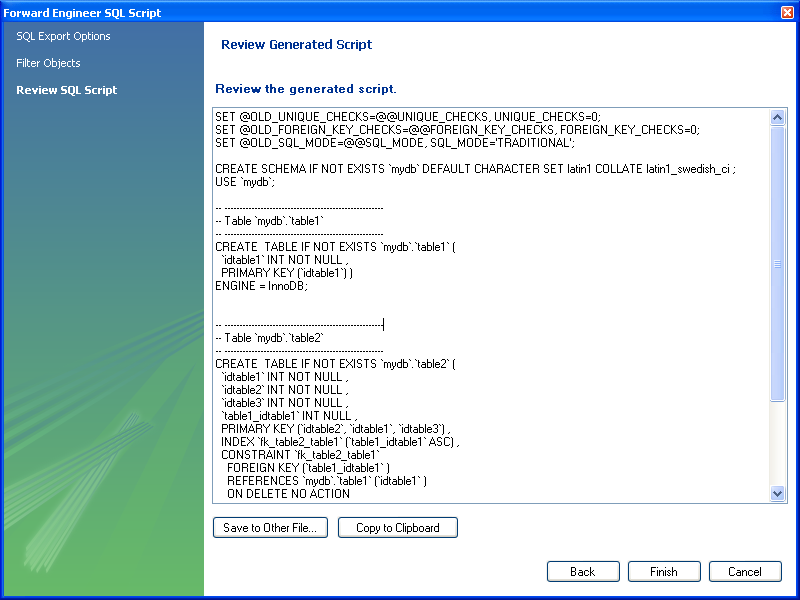 Forward Engineer SQL Script
SQL Export Options
Filter Objects
Review SQL Script
Review Generated Script
Review the generated script.
SET @OLD_UNIQUE_CHECKS=@@UNIQUE_CHECKS, UNIQUE_CHECKS=0;
SET @OLD_FOREIGN_KEY_CHECKS=@@FOREIGN_KEY_CHECKS, FOREIGN_KEY_CHECKS=0;
SET @OLD_SQL_MODE=@@SQL_MODE, SQL_MODE='TRADITIONAL';
CREATE SCHEMA IF NOT EXISTS `mydb` DEFAULT CHARACTER SET latin1 COLLATE latin1_swedish_ci ;
USE `mydb`;
-- -----------------------------------------------------
-- Table `mydb`.`table1`
-- -----------------------------------------------------
CREATE  TABLE IF NOT EXISTS `mydb`.`table1` (
  `idtable1` INT NOT NULL ,
  PRIMARY KEY (`idtable1`) )
ENGINE = InnoDB;
-- -----------------------------------------------------
-- Table `mydb`.`table2`
-- -----------------------------------------------------
CREATE  TABLE IF NOT EXISTS `mydb`.`table2` (
  `idtable1` INT NOT NULL ,
  `idtable2` INT NOT NULL ,
  `idtable3` INT NOT NULL ,
  `table1_idtable1` INT NULL ,
  PRIMARY KEY (`idtable2`, `idtable1`, `idtable3`) ,
  INDEX `fk_table2_table1` (`table1_idtable1` ASC) ,
  CONSTRAINT `fk_table2_table1`
    FOREIGN KEY (`table1_idtable1` )
    REFERENCES `mydb`.`table1` (`idtable1` )
    ON DELETE NO ACTION
Save to Other File...
Copy to Clipboard
Back
Finish
Cancel